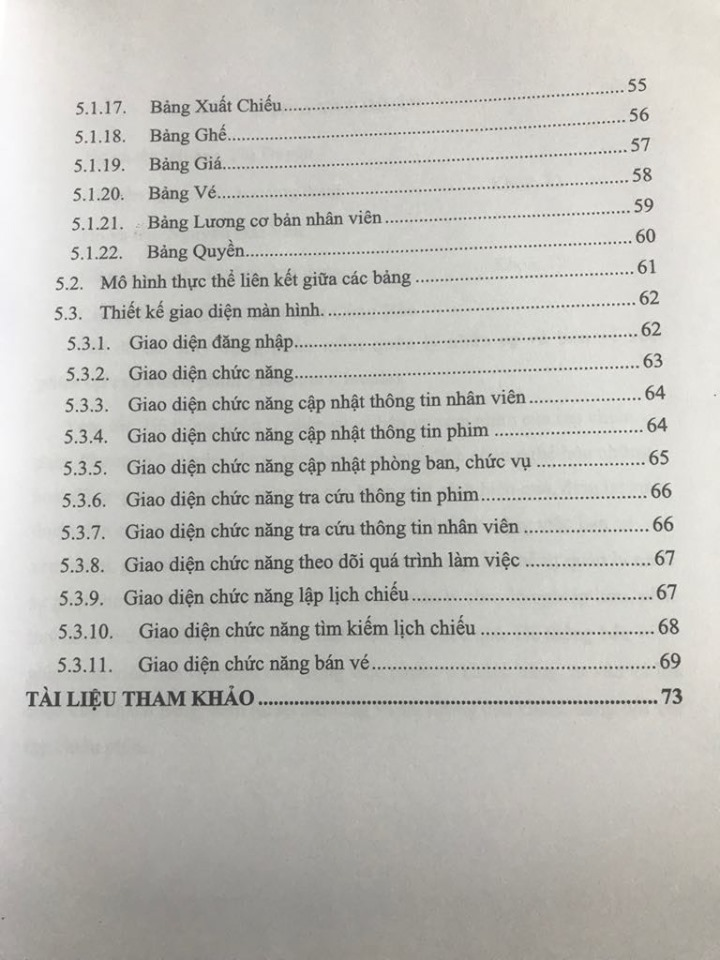 5.1.17. Bảng Xuất Chiếu.......................................................55
5.1.18. Bảng Ghế.......................................................56
5.1.19. Bảng Giá.......................................................57
5.1.20. Bảng Vé.......................................................58
5.1.21. Bảng Lương cơ bản nhân viên.......................................................59
5.1.22. Bảng Quyền.......................................................60
5.2. Mô hình thực thể liên kết giữa các bảng.......................................................61
5.3. Thiết kế giao diện màn hình.......................................................62
5.3.1. Giao diện đăng nhập.......................................................62
5.3.2. Giao diện chức năng.......................................................63
5.3.3. Giao diện chức năng cập nhật thông tin nhân viên..............................64
5.3.4. Giao diện chức năng cập nhật thông tin phim..............................64
5.3.5. Giao diện chức năng cập nhật phòng ban, chức vụ....................65
5.3.6. Giao diện chức năng tra cứu thông tin phim..............................66
5.3.7. Giao diện chức năng tra cứu thông tin nhân viên.........................66
5.3.8. Giao diện chức năng theo dõi quá trình làm việc.........................67
5.3.9. Giao diện chức năng lập lịch chiếu........................................67
5.3.10. Giao diện chức năng tìm kiếm lịch chiếu..............................68
5.3.11. Giao diện chức năng bán vé..................................................69
TÀI LIỆU THAM KHẢO.......................................................73